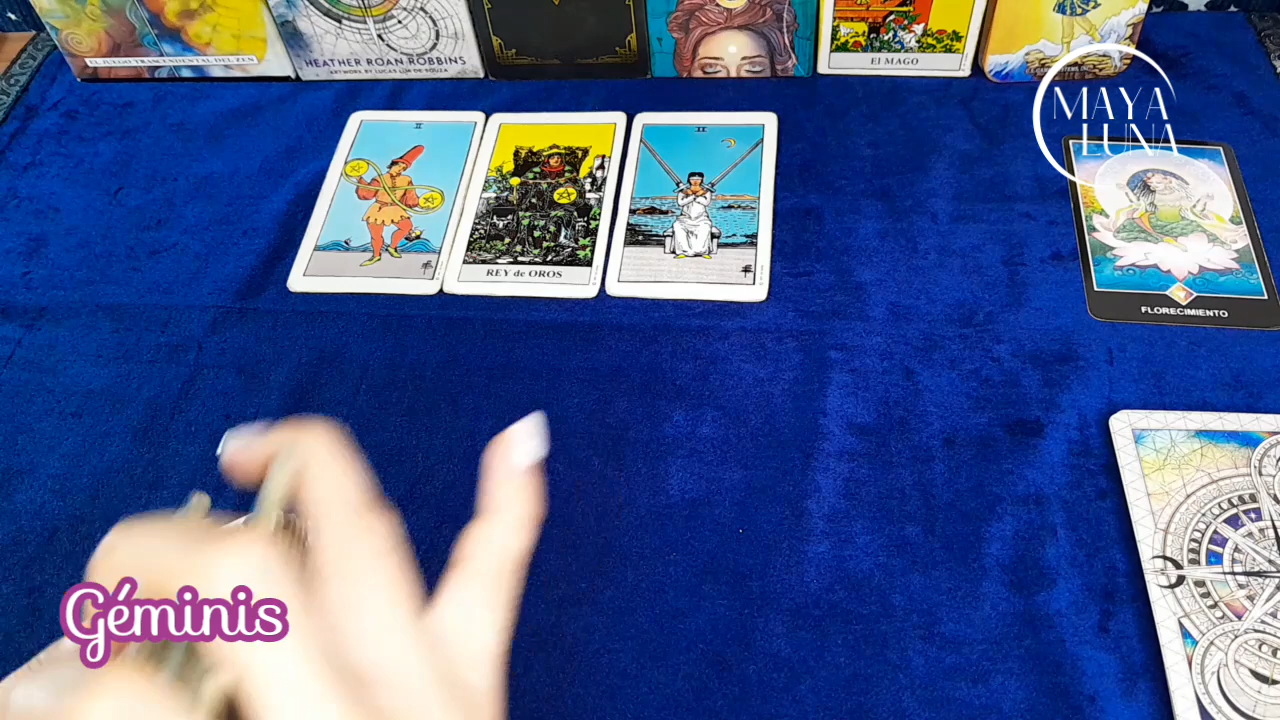 EL JUEGO TRASCENDENTAL DEL ZEN
HEATHER ROAN ROBBINS
ARTWORK BY LUCAS LUA DE SOUZA
El MAGO
MAYA
LUNA
II
REY de OROS
II
FLORECIMIENTO
Géminis